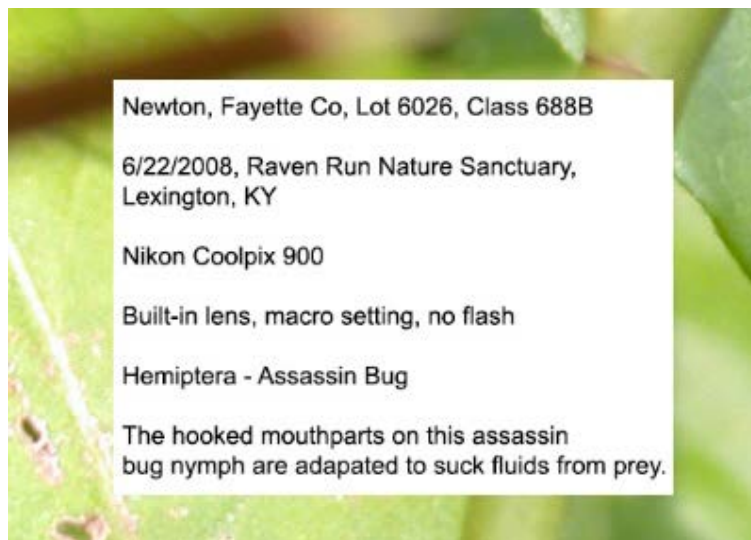 Newton, Fayette Co, Lot 6026, Class 688B
6/22/2008, Raven Run Nature Sanctuary,
Lexington, KY
Nikon Coolpix 900
Built-in lens, macro setting, no flash
Hemiptera - Assassin Bug
The hooked mouthparts on this assassin
bug nymph are adapated to suck fluids from prey.